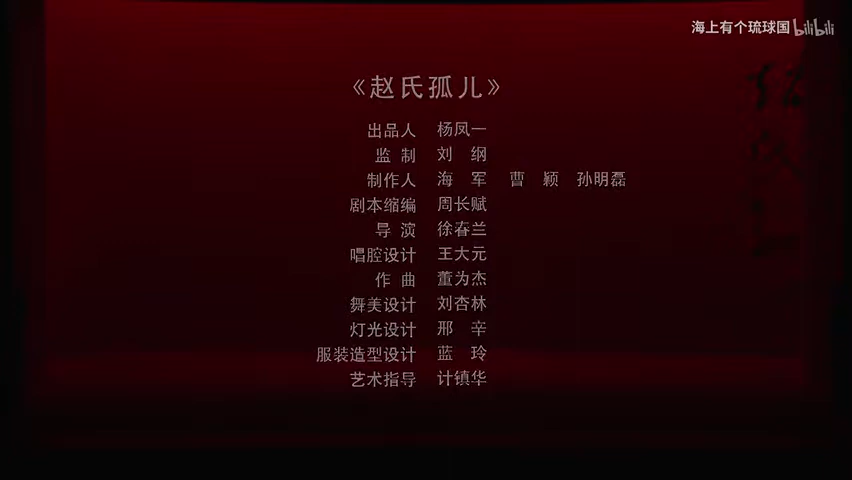 海上有个琉球国 bilibili
《赵氏孤儿》
出品人 杨凤一
监 制 刘 纲
制作人 海 军 曹 颖 孙明磊
剧本缩编 周长赋
导 演 徐春兰
唱腔设计 王大元
作 曲 董为杰
舞美设计 刘杏林
灯光设计 邢 辛
服装造型设计 蓝 玲
艺术指导 计镇华